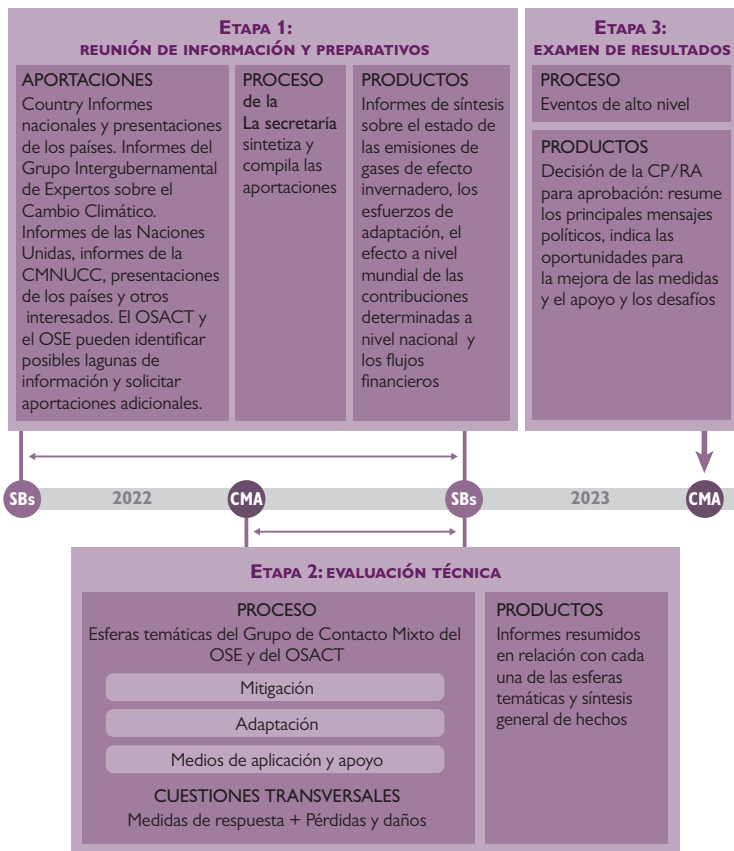 ETAPA 1:
REUNIÓN DE INFORMACIÓN Y PREPARATIVOS
APORTACIONES
Country Informes
nacionales y presentaciones
de los países. Informes del
Grupo Intergubernamental
de Expertos sobre el
Cambio Climático.
Informes de las Naciones
Unidas, informes de la
CMNUCC, presentaciones
de los países y otros
interesados. El OSACT y
el OSE pueden identificar
posibles lagunas de
información y solicitar
aportaciones adicionales.
PROCESO
de la
La secretaría
sintetiza y
compila las
aportaciones
PRODUCTOS
Informes de síntesis
sobre el estado de
las emisiones de
gases de efecto
invernadero, los
esfuerzos de
adaptación, el
efecto a nivel
mundial de las
contribuciones
determinadas a
nivel nacional y
los flujos
financieros
ETAPA 3:
EXAMEN DE RESULTADOS
PROCESO
Eventos de alto nivel
PRODUCTOS
Decisión de la CP/RA
para aprobación: resume
los principales mensajes
políticos, indica las
oportunidades para
la mejora de las medidas
y el apoyo y los desafíos
SBs
2022
CMA
SBs
2023
CMA
ETAPA 2: EVALUACIÓN TÉCNICA
PROCESO
Esferas temáticas del Grupo de Contacto Mixto del
OSE y del OSACT
Mitigación
Adaptación
Medios de aplicación y apoyo
CUESTIONES TRANSVERSALES
Medidas de respuesta + Pérdidas y daños
PRODUCTOS
Informes resumidos
en relación con cada
una de las esferas
temáticas y síntesis
general de hechos